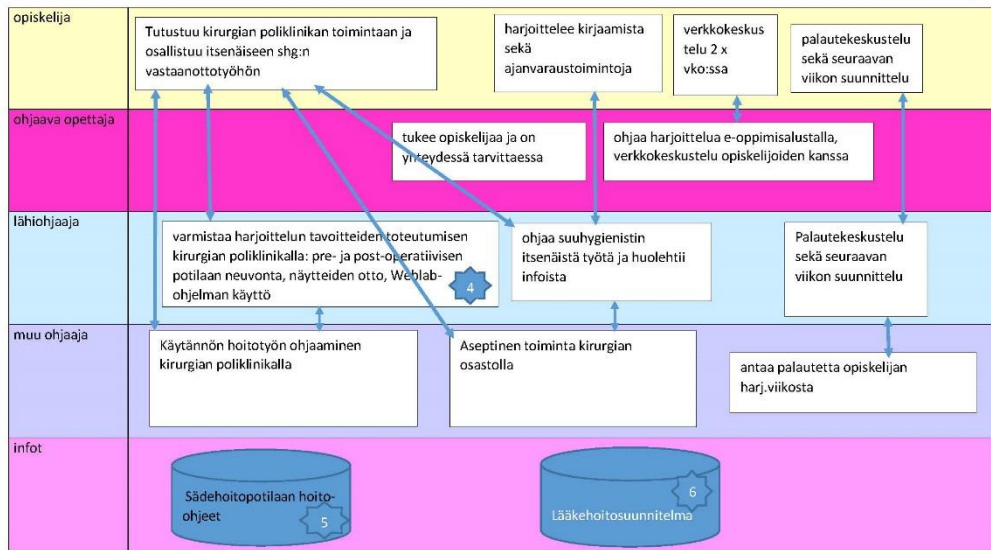 opiskelija
Tutustuu kirurgian poliklinikan toimintaan ja
osallistuu itsenäiseen shg:n
vastaanottotyöhön
harjoittelee kirjaamista
sekä
ajanvaraustoimintoja
verkkokeskus
telu 2 x
vko:ssa
palautekeskustelu
sekä seuraavan
viikon suunnittelu
ohjaava opettaja
tukee opiskelijaa ja on
yhteydessä tarvittaessa
ohjaa harjoittelua e-oppimisalustalla,
verkkokeskustelu opiskelijoiden kanssa
lähiohjaaja
varmistaa harjoittelun tavoitteiden toteutumisen
kirurgian poliklinikalla: pre- ja post-operatiivisen
potilaan neuvonta, näytteiden otto, Weblab-
ohjelman käyttö
4
ohjaa suuhygienistin
itsenäistä työtä ja huolehtii
infoista
Palautekeskustelu
sekä seuraavan
viikon suunnittelu
muu ohjaaja
Käytännön hoitotyön ohjaaminen
kirurgian poliklinikalla
Aseptinen toiminta kirurgian
osastolla
antaa palautetta opiskelijan
harj.viikosta
infot
Sädehoitopotilaan hoito-
ohjeet
5
6
Lääkehoitosuunnitelma